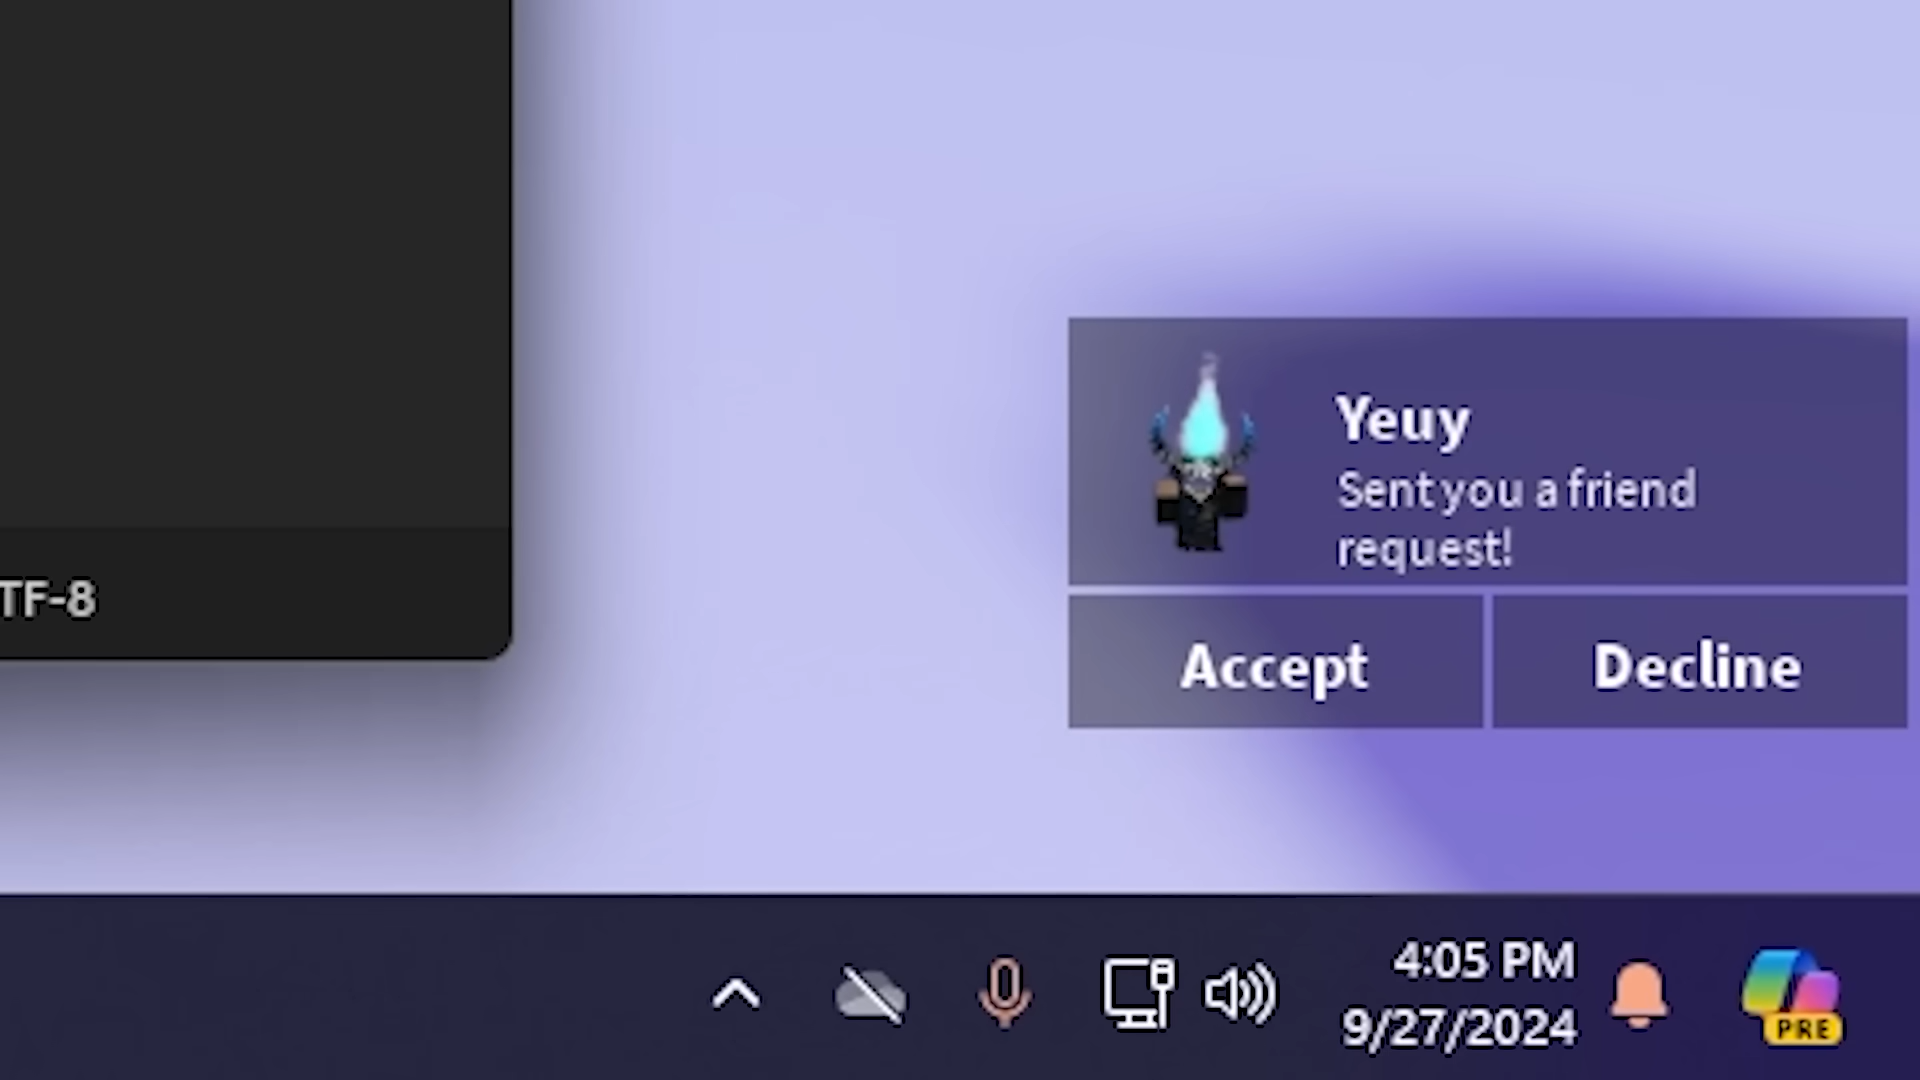 TF-8
Yeuy
Sent you a friend
request!
Accept
Decline
4:05 PM
9/27/2024
PRE